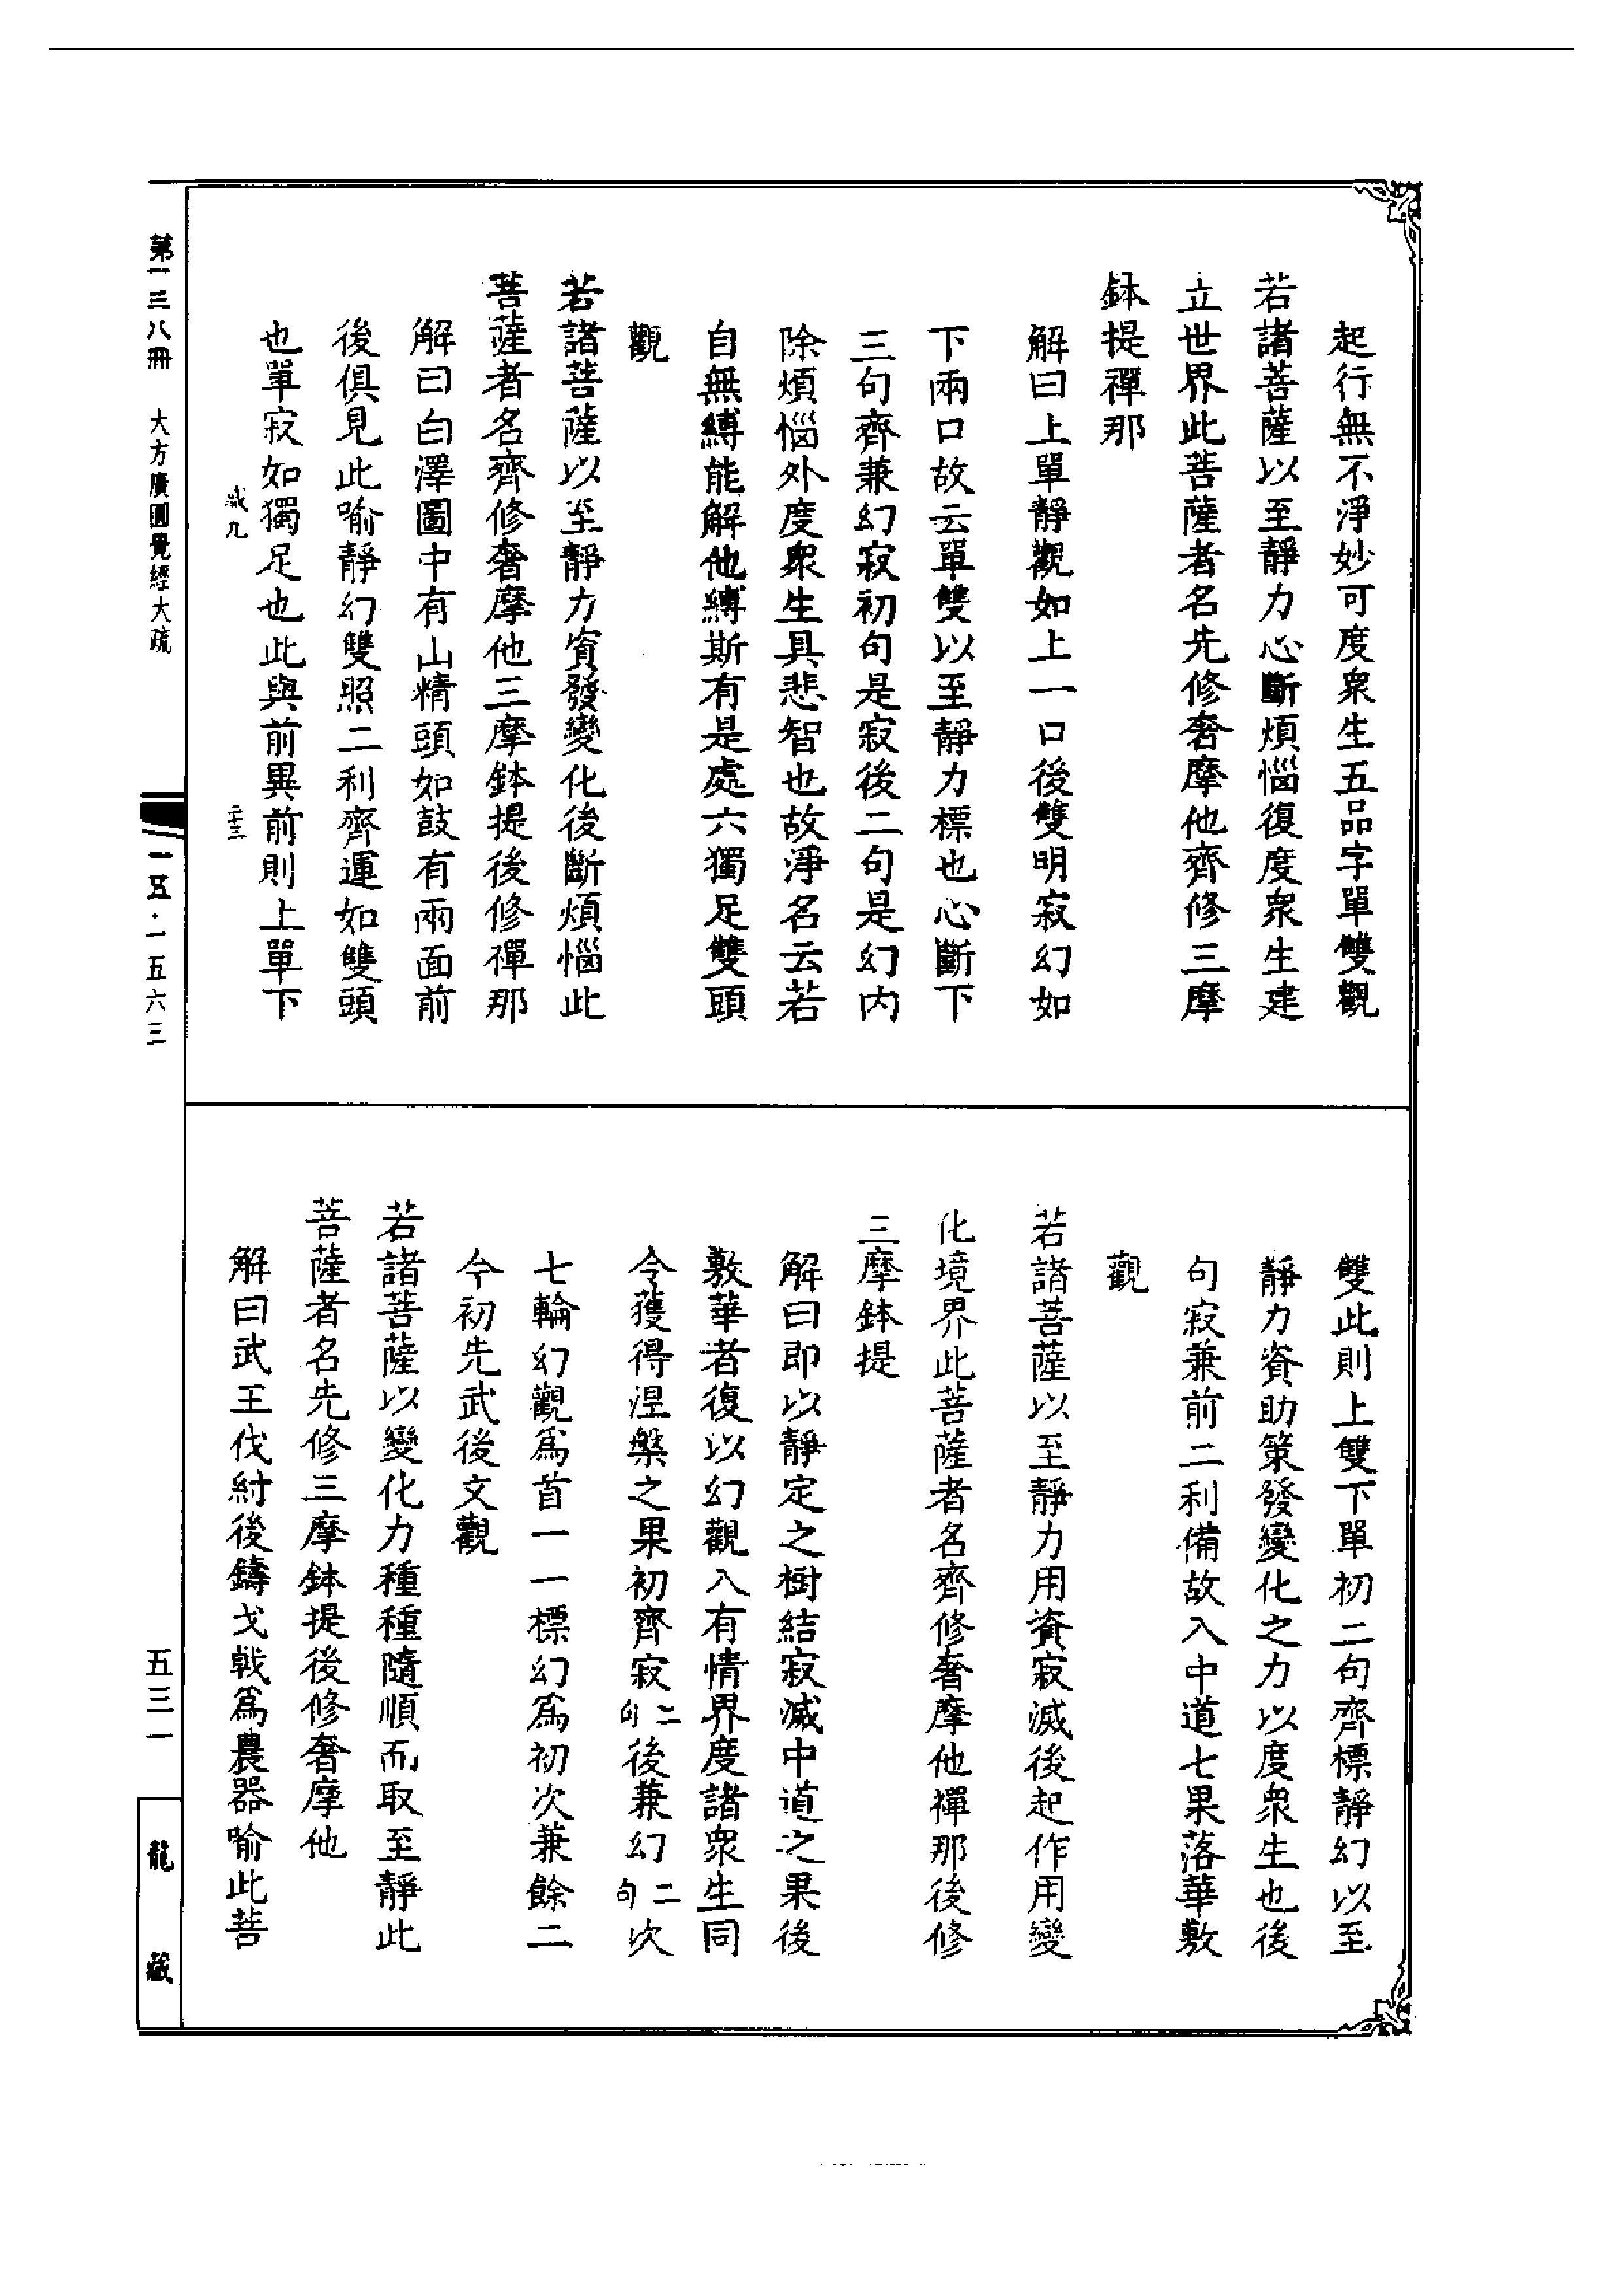 起行無不淨妙可度衆生五品字單雙觀
若諸菩薩以至靜力心斷煩惱復度衆生建
立世界此菩薩者名先修奢摩他齊修三摩
鉢提禪那
解曰上單靜觀如上一口後雙明寂幻如
下兩口故云單雙以至靜力標也心斷下
三句齊兼幻寂初句是寂後二句是幻內
除煩惱外度衆生具悲智也故淨名云若
自無縛能解他縛斯有是處六獨足雙頭
觀
若諸菩薩以至靜力資發變化後斷煩惱此
菩薩者名齊修奢摩他三摩鉢提後修禪那
解曰白澤圖中有山精頭如鼓有兩面前
後俱見此喻靜幻雙照二利齊運如雙頭
也單寂如獨足也此與前異前則上單下
雙此則上雙下單初二句齊標靜幻以至
靜力資助策發變化之力以度衆生也後
句寂兼前二利備故入中道七果落華敷
觀
若諸菩薩以至靜力用資寂滅後起作用變
化境界此菩薩者名齊修奢摩他禪那後修
三摩鉢提
解曰即以靜定之樹結寂滅中道之果後
敷華者復以幻觀入有情界度諸衆生同
令獲得涅槃之果初齊寂二句後兼幻二句次
七輪幻觀爲首一一標幻爲初次兼餘二
今初先武後文觀
若諸菩薩以變化力種種隨順而取至靜此
菩薩者名先修三摩鉢提後修奢摩他
解曰武王伐紂後鑄戈戟爲農器喻此菩
第一三八冊 大方廣圓覺經大疏
一五·一五六三
五三一
龍藏